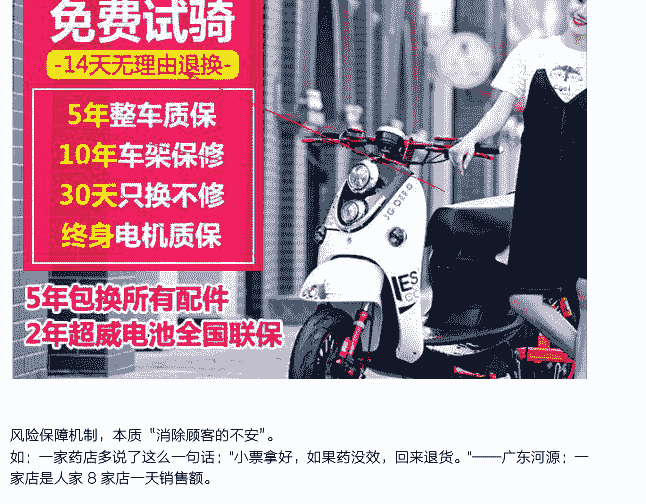 免费试骑
-14天无理由退换-
5年整车质保
10年车架保修
30天只换不修
终身电机质保
5年包换所有配件
2年超威电池全国联保
风险保障机制，本质“消除顾客的不安”。
如：一家药店多说了这么一句话："小票拿好，如果药没效，回来退货。"——广东河源：一
家店是人家 8 家店一天销售额。